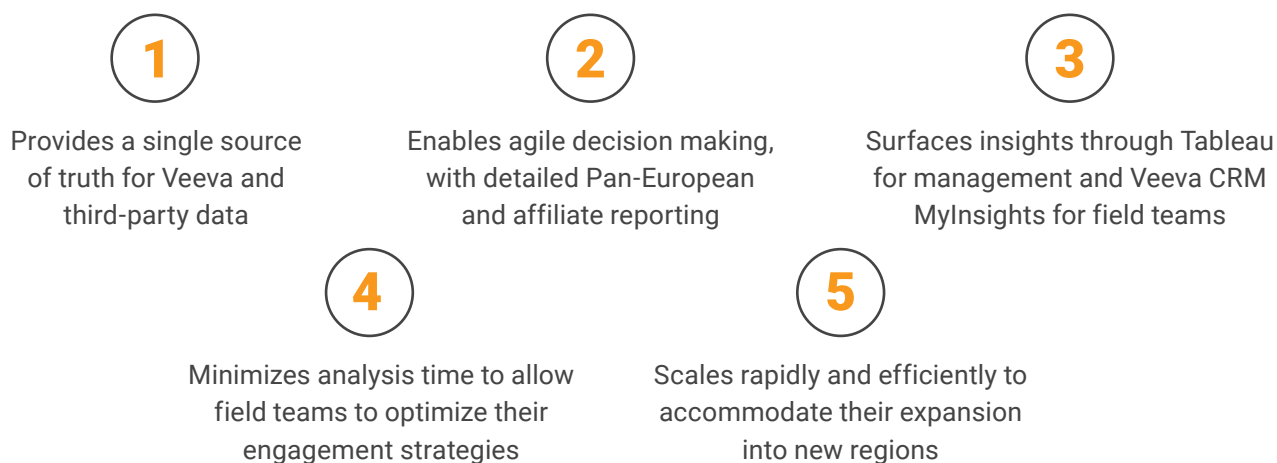 1
Provides a single source
of truth for Veeva and
third-party data
2
Enables agile decision making,
with detailed Pan-European
and affiliate reporting
3
Surfaces insights through Tableau
for management and Veeva CRM
MyInsights for field teams
4
Minimizes analysis time to allow
field teams to optimize their
engagement strategies
5
Scales rapidly and efficiently to
accommodate their expansion
into new regions